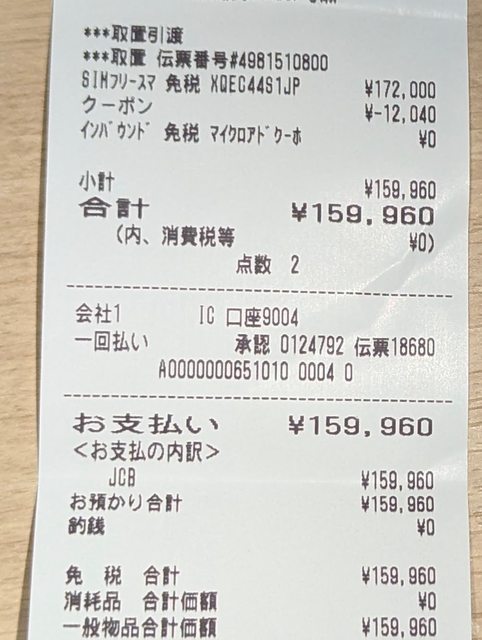 ***取置引渡
***取置 伝票番号#4981510800
SIMフリースマ 免税 XQEC44S1JP ¥172,000
クーポン ¥-12,040
インバウンド 免税 マイクロアドクーポ ¥0
小計 ¥159,960
合計 ¥159,960
(内、消費税等 ¥0)
点数 2
会社1 IC 口座9004
一回払い 承認 0124792 伝票18680
A0000000651010 0004 0
お支払い ¥159,960
<お支払の内訳>
JCB ¥159,960
お預かり合計 ¥159,960
釣銭 ¥0
免 税 合計 ¥159,960
消耗品 合計価額 ¥0
一般物品合計価額 ¥159,960